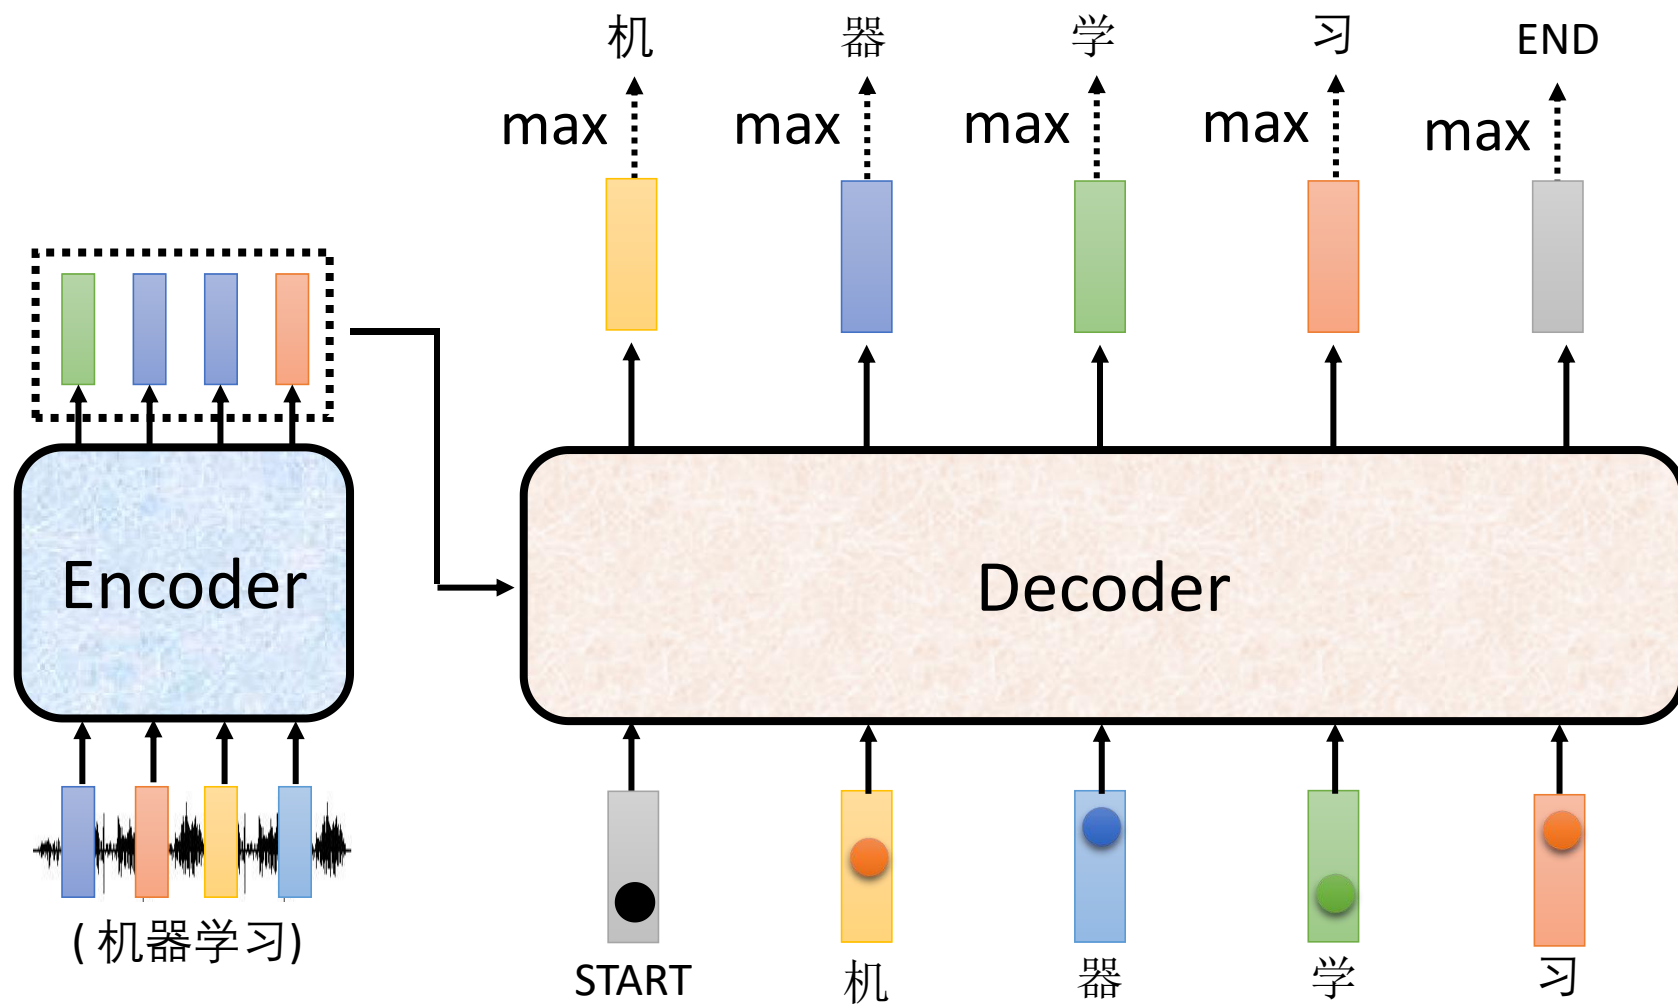 机 器 学 习 END
max max max max max
Encoder
Decoder
( 机器学习)
START 机 器 学 习